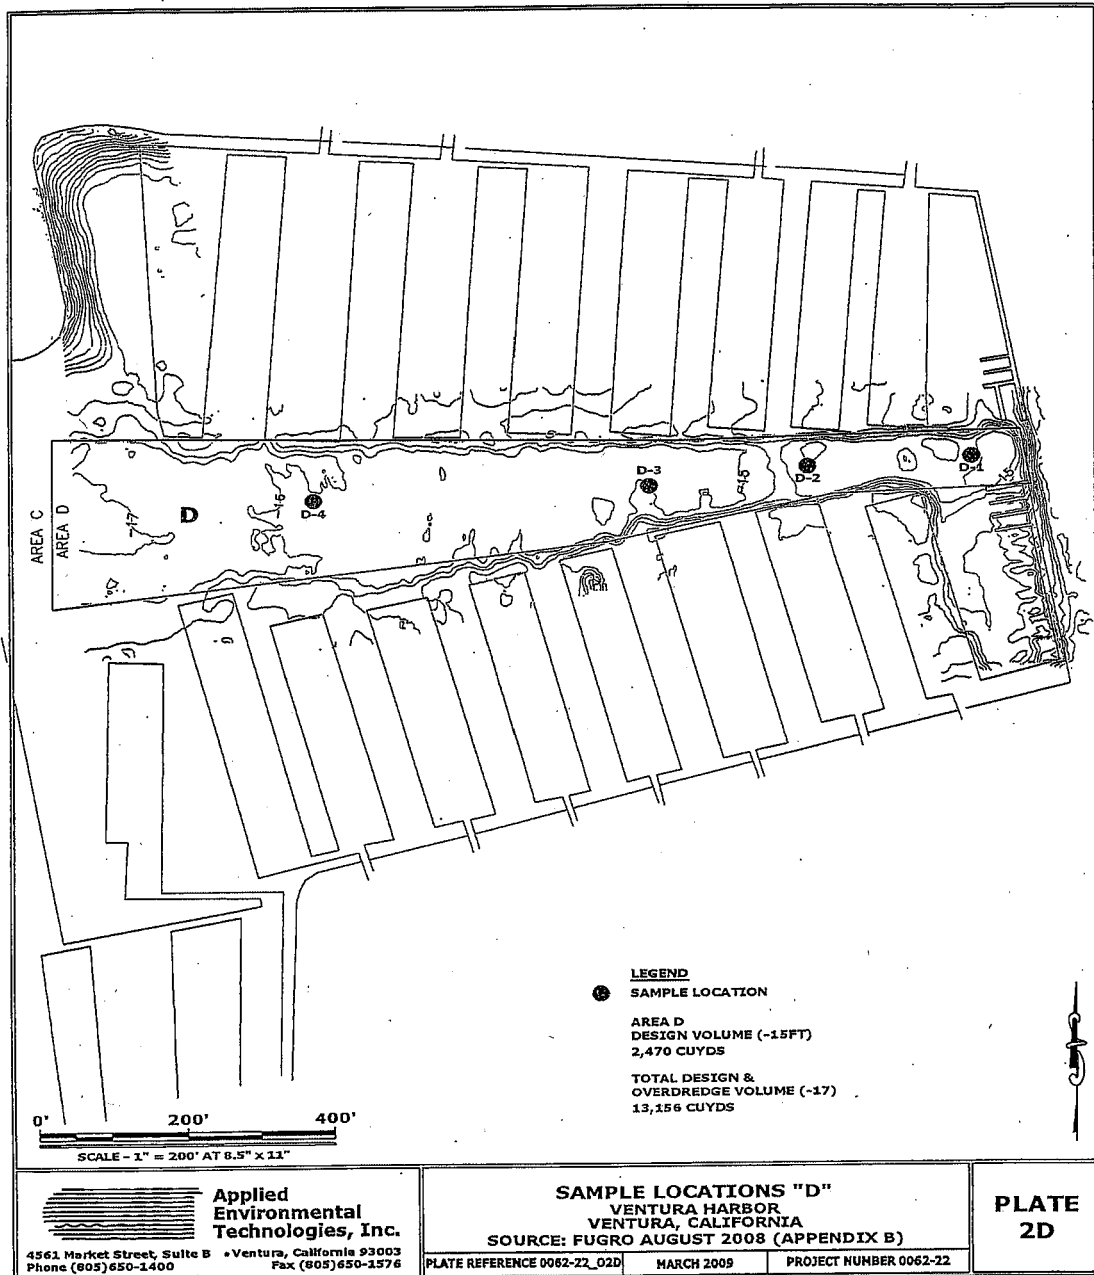 D-3
D-2
D-1
-15
-15
-15
D-4
D
-17
AREA C
AREA D
LEGEND
SAMPLE LOCATION
AREA D
DESIGN VOLUME (-15FT)
2,470 CUYDS
TOTAL DESIGN &
OVERDREDGE VOLUME (-17)
13,156 CUYDS
0' 200' 400'
SCALE - 1" = 200' AT 8.5" x 11"
Applied
Environmental
Technologies, Inc.
4561 Market Street, Suite B • Ventura, California 93003
Phone (805)650-1400 Fax (805)650-1576
SAMPLE LOCATIONS "D"
VENTURA HARBOR
VENTURA, CALIFORNIA
SOURCE: FUGRO AUGUST 2008 (APPENDIX B)
PLATE REFERENCE 0062-22_02D MARCH 2009 PROJECT NUMBER 0062-22
PLATE
2D